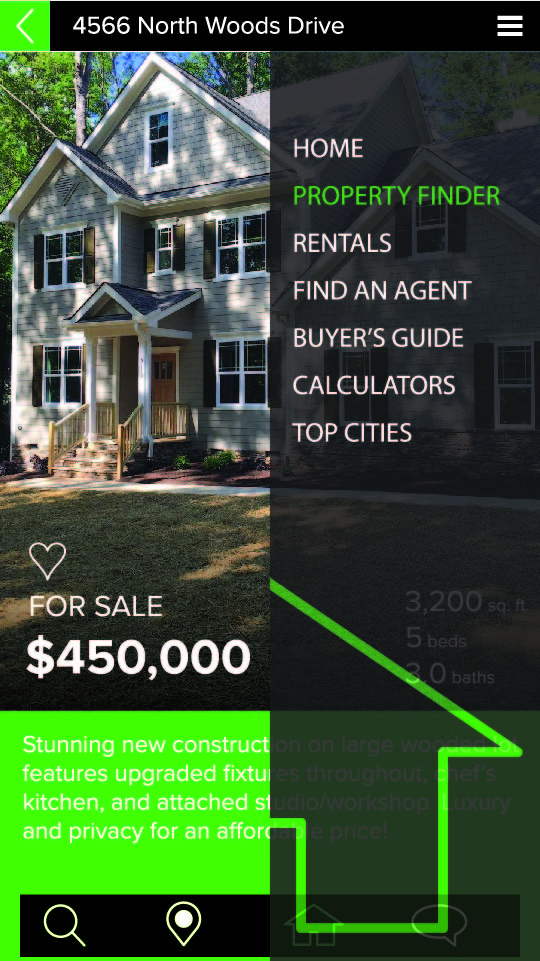 4566 North Woods Drive
HOME
PROPERTY FINDER
RENTALS
FIND AN AGENT
BUYER'S GUIDE
CALCULATORS
TOP CITIES
FOR SALE
$450,000
3,200 sq. ft
5 beds
3.0 baths
Stunning new construction on large wooded lot
features upgraded fixtures throughout, chef's
kitchen, and attached studio/workshop. Luxury
and privacy for an affordable price!